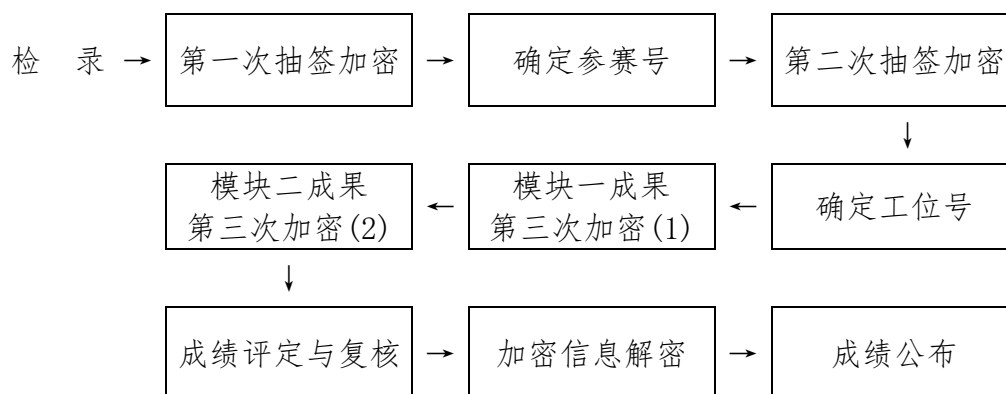 检 录 → 第一次抽签加密 → 确定参赛号 → 第二次抽签加密
↓
模块二成果 模块一成果
第三次加密(2) ← 第三次加密(1) ← 确定工位号
↓
成绩评定与复核 → 加密信息解密 → 成绩公布